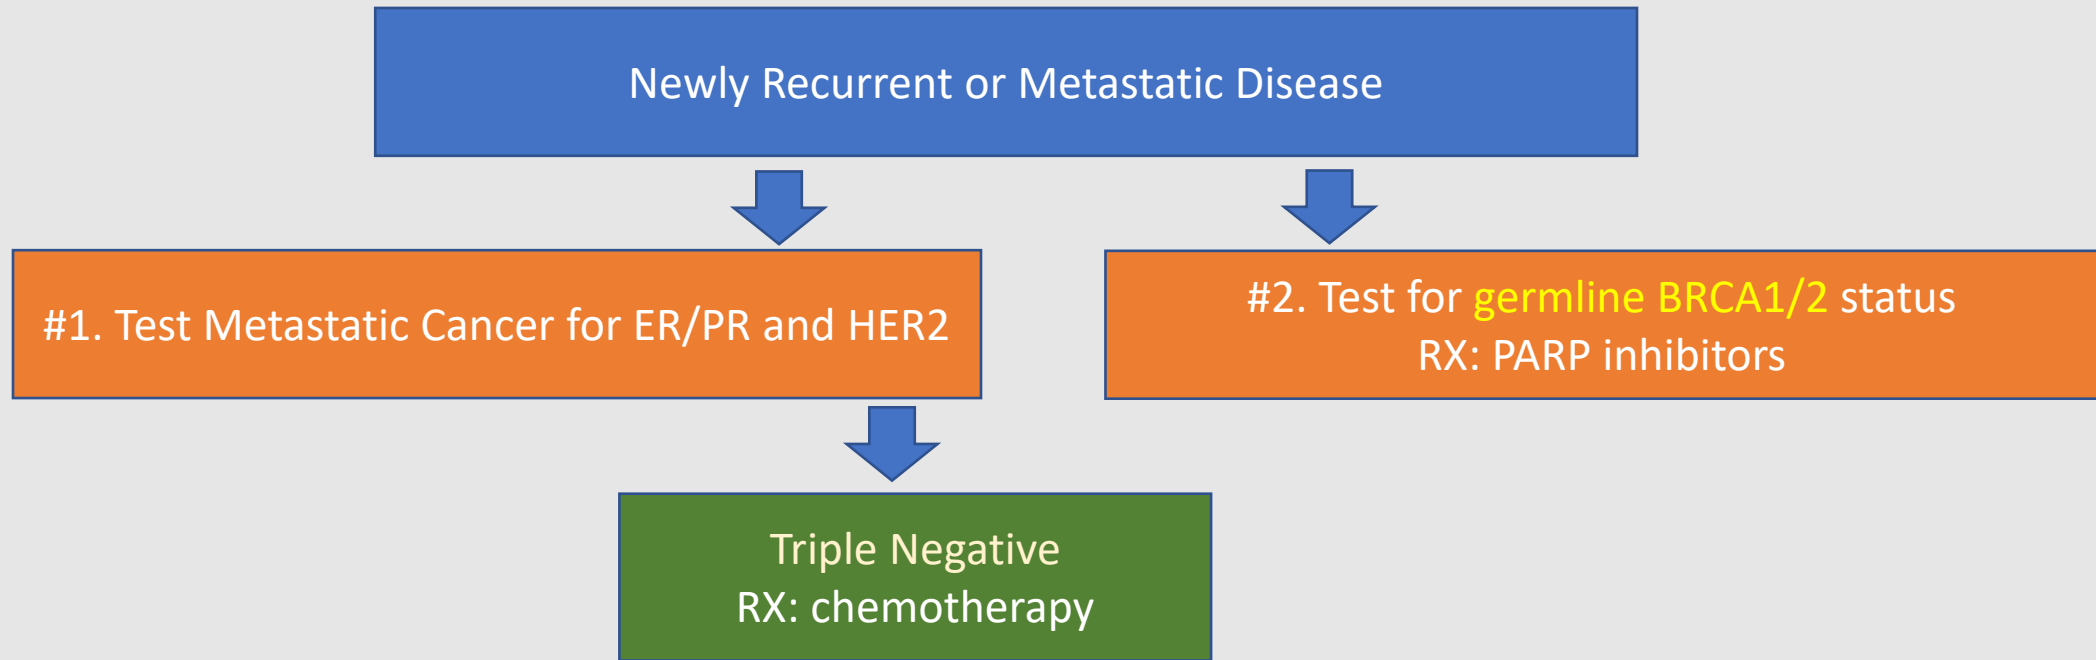 Newly Recurrent or Metastatic Disease
#1. Test Metastatic Cancer for ER/PR and HER2
#2. Test for germline BRCA1/2 status
RX: PARP inhibitors
Triple Negative
RX: chemotherapy